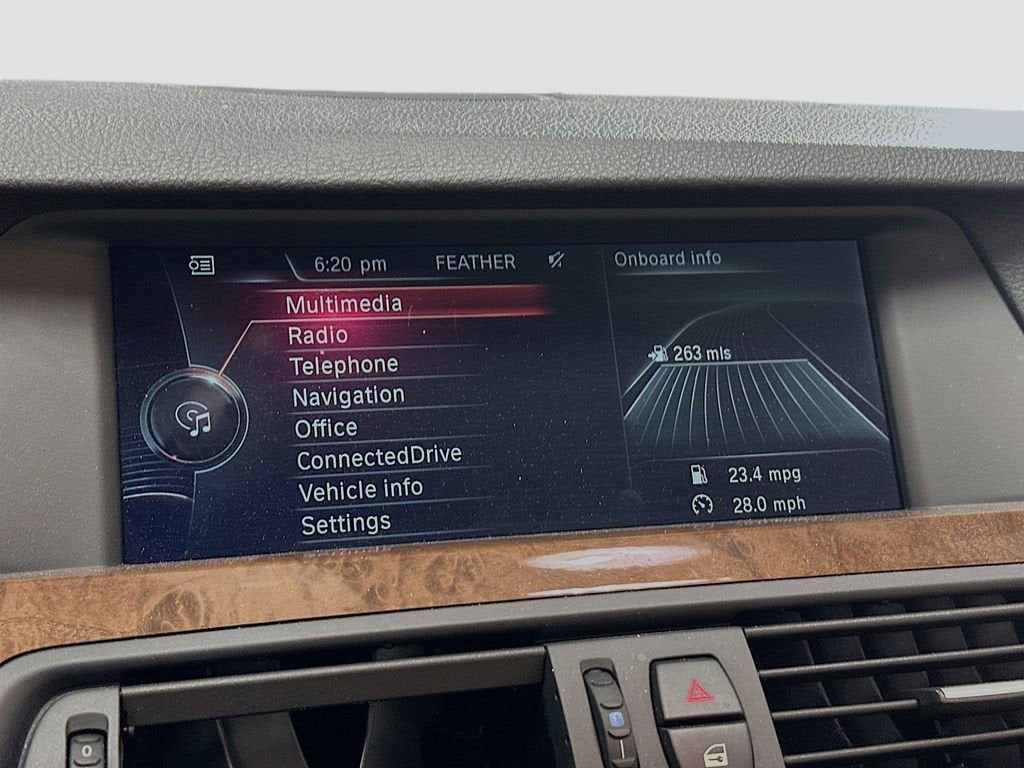 6:20 pm FEATHER
Onboard info
Multimedia
Radio
Telephone
Navigation
Office
ConnectedDrive
Vehicle info
Settings
263 mls
23.4 mpg
28.0 mph
0